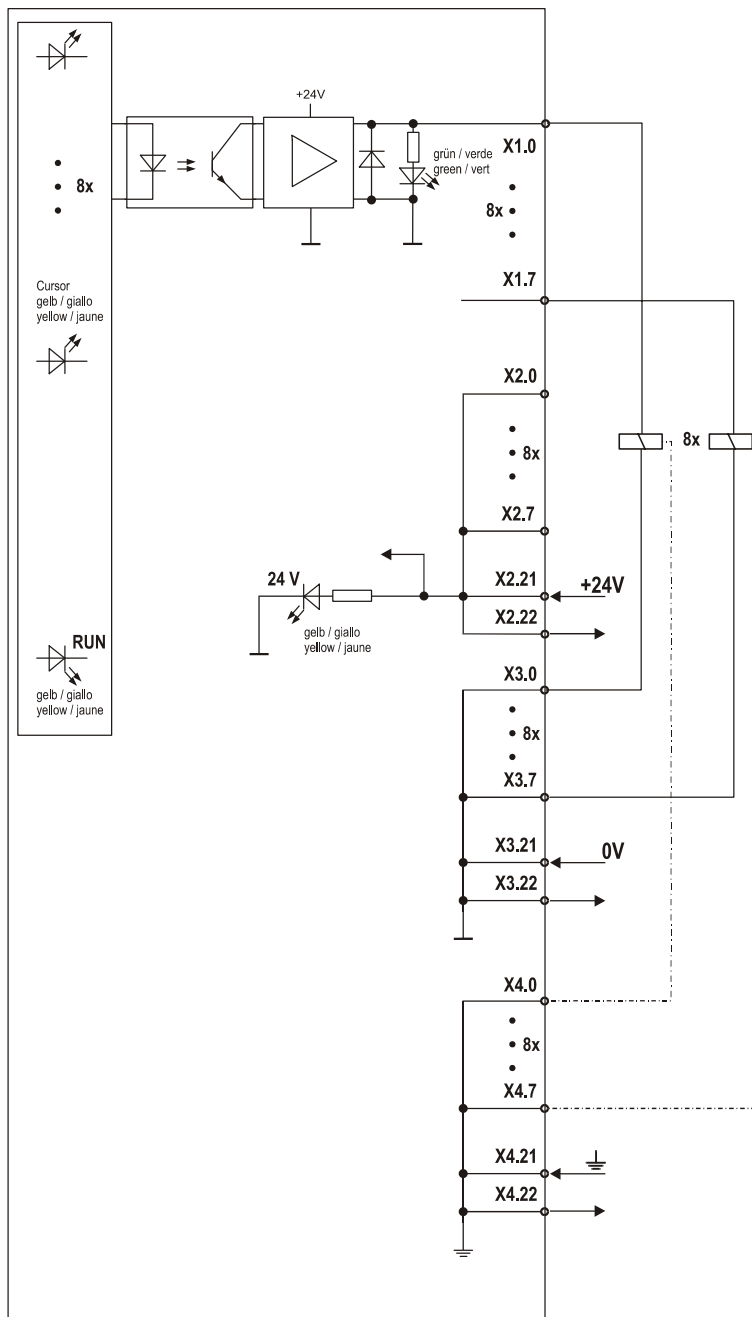 +24V
X1.0
grün / verde
green / vert
8x
8x
X1.7
Cursor
gelb / giallo
yellow / jaune
X2.0
8x
8x
X2.7
24 V
X2.21
+24V
gelb / giallo
yellow / jaune
X2.22
RUN
gelb / giallo
yellow / jaune
X3.0
8x
X3.7
X3.21
0V
X3.22
X4.0
8x
X4.7
X4.21
X4.22